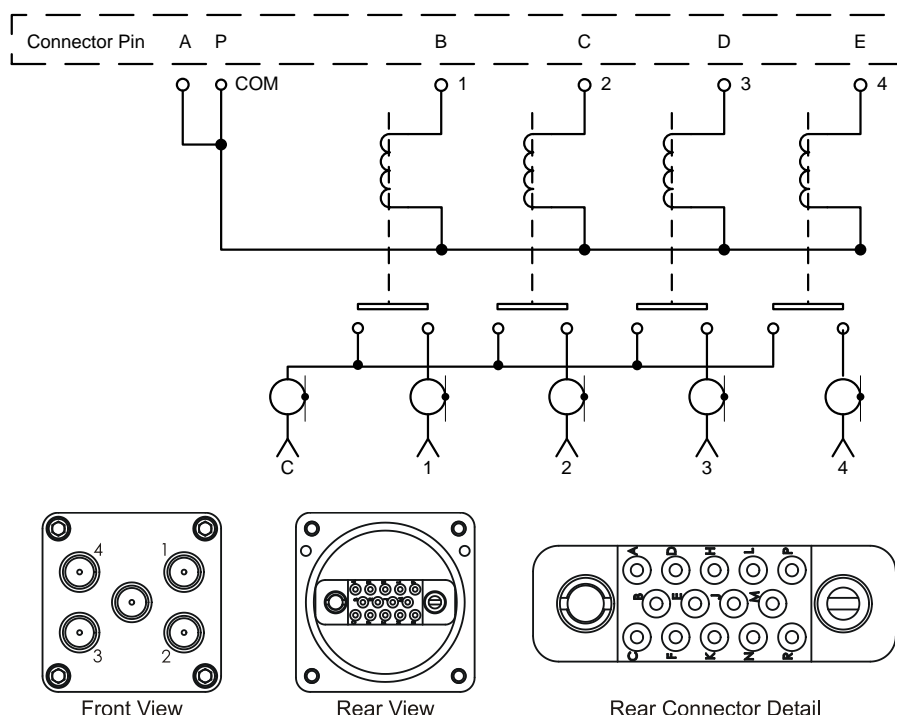 Connector Pin A P B C D E
COM 1 2 3 4
C 1 2 3 4
4 1
3 2
A D H L P
B E J M
C F K N R
Front View Rear View Rear Connector Detail